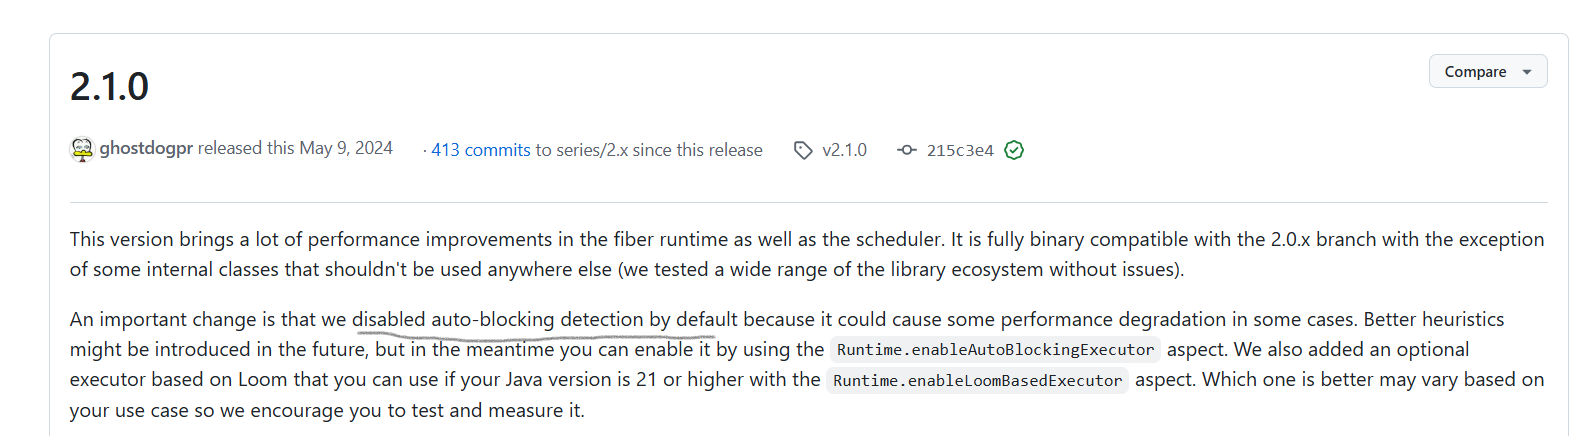 2.1.0
Compare
ghostdogpr released this May 9, 2024 · 413 commits to series/2.x since this release v2.1.0 215c3e4
This version brings a lot of performance improvements in the fiber runtime as well as the scheduler. It is fully binary compatible with the 2.0.x branch with the exception
of some internal classes that shouldn't be used anywhere else (we tested a wide range of the library ecosystem without issues).
An important change is that we disabled auto-blocking detection by default because it could cause some performance degradation in some cases. Better heuristics
might be introduced in the future, but in the meantime you can enable it by using the Runtime.enableAutoBlockingExecutor aspect. We also added an optional
executor based on Loom that you can use if your Java version is 21 or higher with the Runtime.enableLoomBasedExecutor aspect. Which one is better may vary based on
your use case so we encourage you to test and measure it.